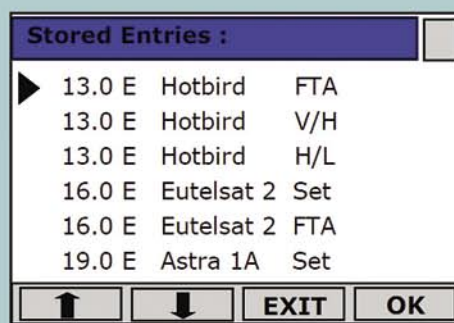 Stored Entries :
13.0 E Hotbird FTA
13.0 E Hotbird V/H
13.0 E Hotbird H/L
16.0 E Eutelsat 2 Set
16.0 E Eutelsat 2 FTA
19.0 E Astra 1A Set
EXIT OK